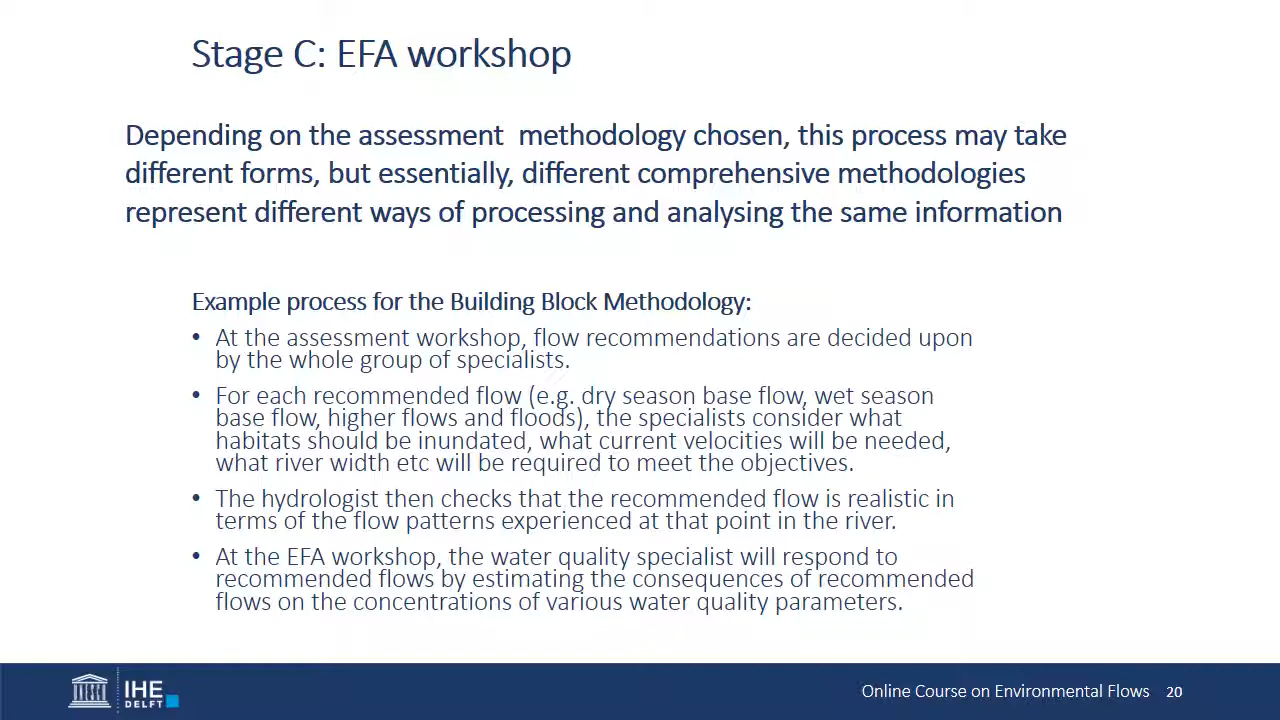 Stage C: EFA workshop
Depending on the assessment methodology chosen, this process may take
different forms, but essentially, different comprehensive methodologies
represent different ways of processing and analysing the same information
Example process for the Building Block Methodology:
• At the assessment workshop, flow recommendations are decided upon
by the whole group of specialists.
• For each recommended flow (e.g. dry season base flow, wet season
base flow, higher flows and floods), the specialists consider what
habitats should be inundated, what current velocities will be needed,
what river width etc will be required to meet the objectives.
• The hydrologist then checks that the recommended flow is realistic in
terms of the flow patterns experienced at that point in the river.
• At the EFA workshop, the water quality specialist will respond to
recommended flows by estimating the consequences of recommended
flows on the concentrations of various water quality parameters.
UNESCO
IHE
DELFT
Online Course on Environmental Flows 20